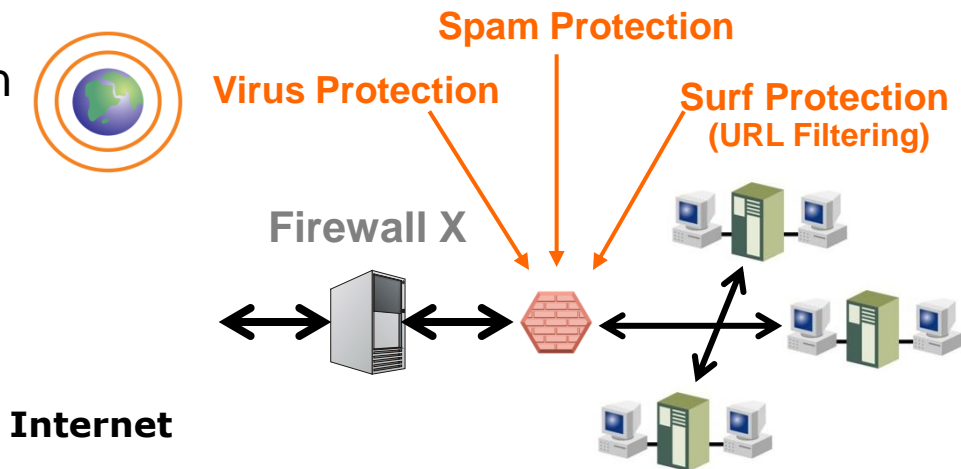 Spam Protection
n
Virus Protection
Surf Protection
(URL Filtering)
Firewall X
Internet